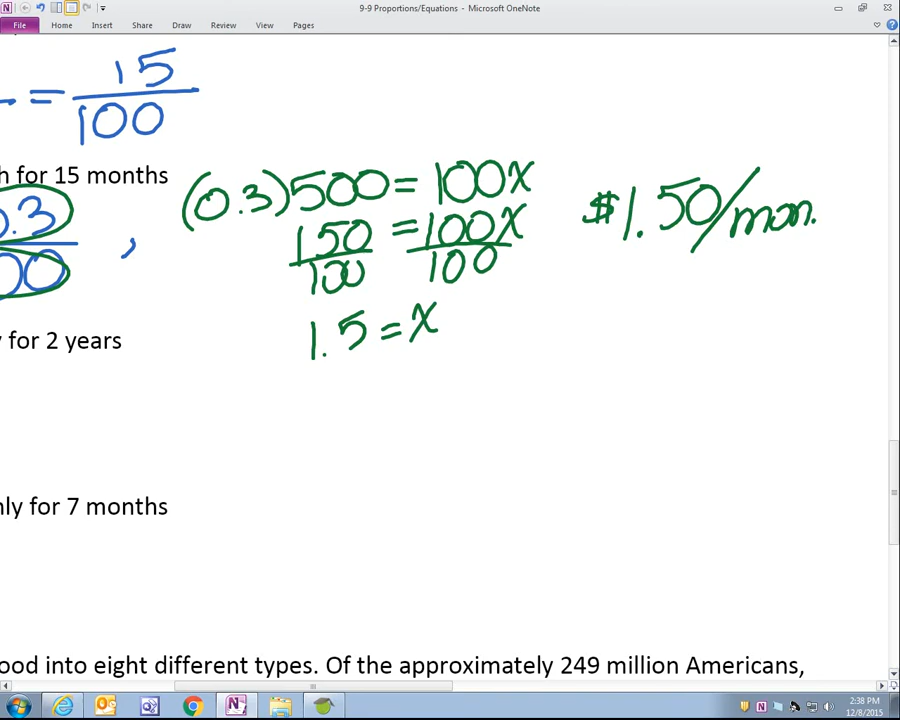 9-9 Proportions/Equations - Microsoft OneNote
File Home Insert Share Draw Review View Pages
= 15
100
h for 15 months
0.3
00 ,
(0.3)500 = 100x
150 = 100x
100 100
1.5 = x
$1.50/mon.
y for 2 years
nly for 7 months
ood into eight different types. Of the approximately 249 million Americans,
2:38 PM
12/8/2015